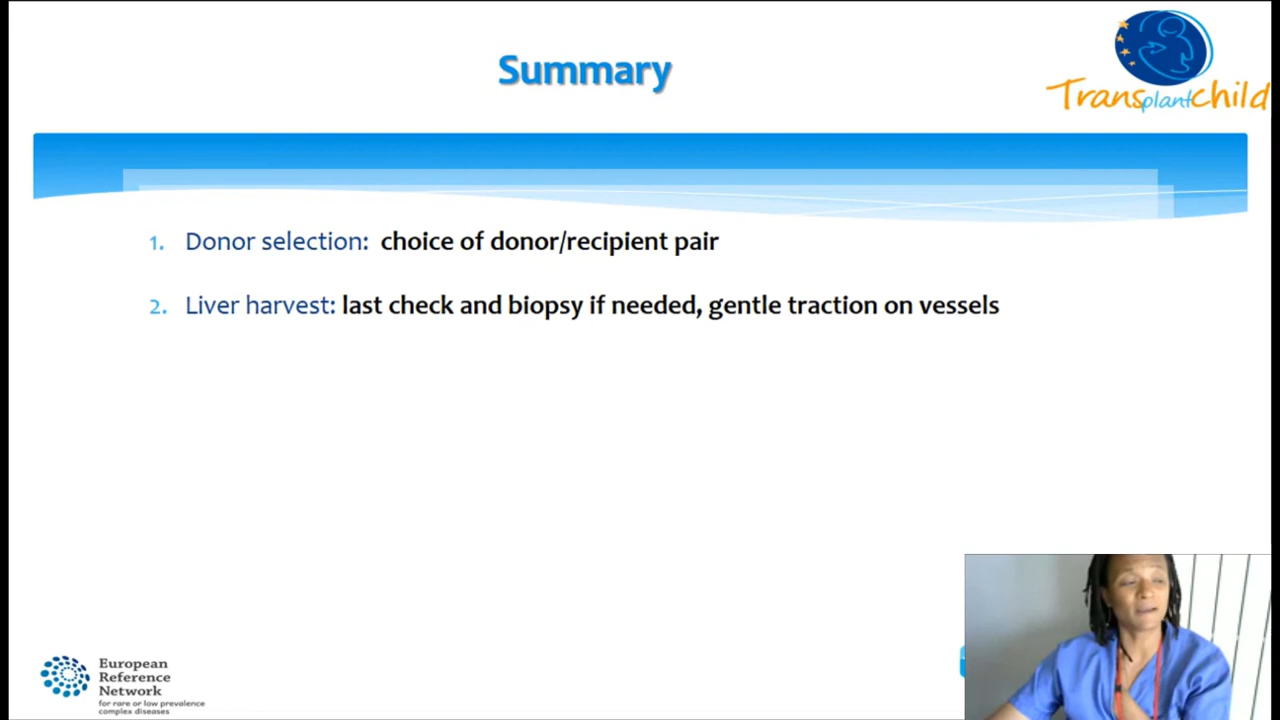 Summary
TransplantChild
1. Donor selection: choice of donor/recipient pair
2. Liver harvest: last check and biopsy if needed, gentle traction on vessels
European
Reference
Network
for rare or low prevalence
complex diseases